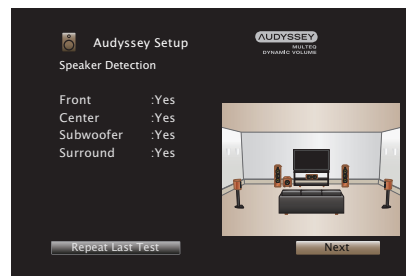 Audyssey Setup
AUDYSSEY
MULTEQ
DYNAMIC VOLUME
Speaker Detection
Front :Yes
Center :Yes
Subwoofer :Yes
Surround :Yes
Repeat Last Test
Next